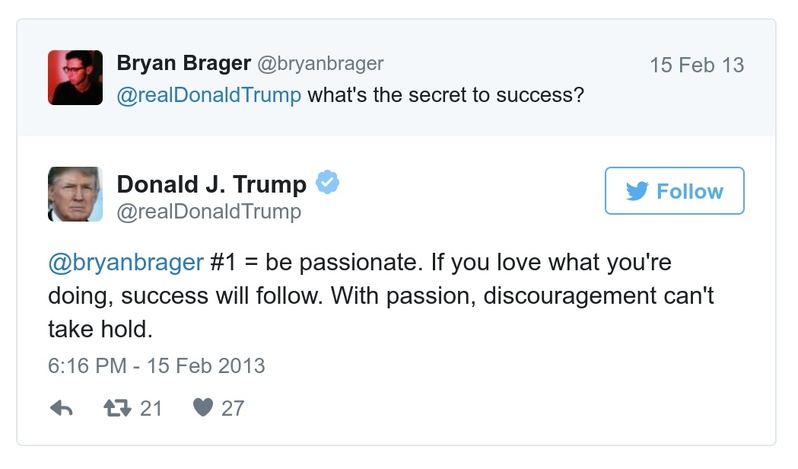 Bryan Brager @bryanbrager 15 Feb 13
@realDonaldTrump what's the secret to success?
Donald J. Trump
@realDonaldTrump
Follow
@bryanbrager #1 = be passionate. If you love what you're
doing, success will follow. With passion, discouragement can't
take hold.
6:16 PM - 15 Feb 2013
21 27